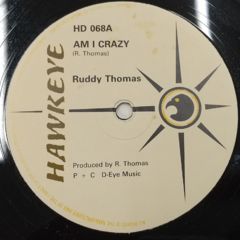 HD 068A
AM I CRAZY
(R. Thomas)
Ruddy Thomas
HAWKEYE
Produced by R. Thomas
P + C D-Eye Music